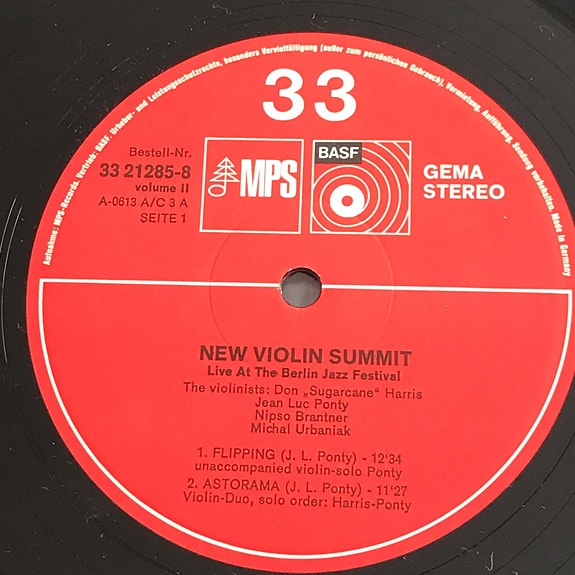 Aufnahme: MPS-Records. Vertrieb: BASF. Urheber- und Leistungsschutzrechte, besonders Vervielfältigung (außer zum persönlichen Gebrauch), Vermietung, Aufführung, Sendung vorbehalten. Made in Germany
33
Bestell-Nr.
33 21285-8
volume II
A-0613 A/C 3 A
SEITE 1
MPS
BASF
GEMA
STEREO
NEW VIOLIN SUMMIT
Live At The Berlin Jazz Festival
The violinists: Don „Sugarcane“ Harris
Jean Luc Ponty
Nipso Brantner
Michal Urbaniak
1. FLIPPING (J. L. Ponty) - 12'34
unaccompanied violin-solo Ponty
2. ASTORAMA (J. L. Ponty) - 11'27
Violin-Duo, solo order: Harris-Ponty